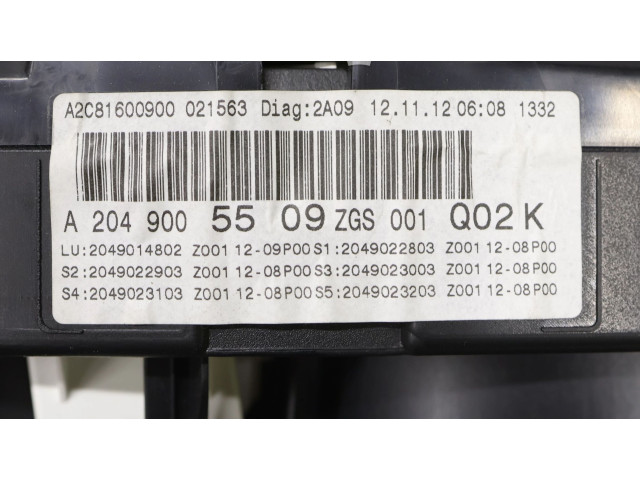 A2C81600900 021563 Diag:2A09 12.11.12 06:08 1332
A 204 900 55 09 ZGS 001 Q02 K
LU:2049014802 Z001 12-09P00 S1:2049022803 Z001 12-08P00
S2:2049022903 Z001 12-08P00 S3:2049023003 Z001 12-08P00
S4:2049023103 Z001 12-08P00 S5:2049023203 Z001 12-08P00